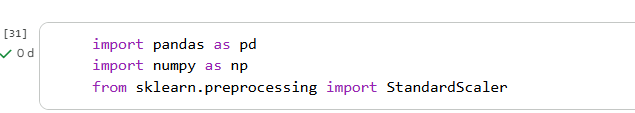 [31]
0 d
import pandas as pd
import numpy as np
from sklearn.preprocessing import StandardScaler